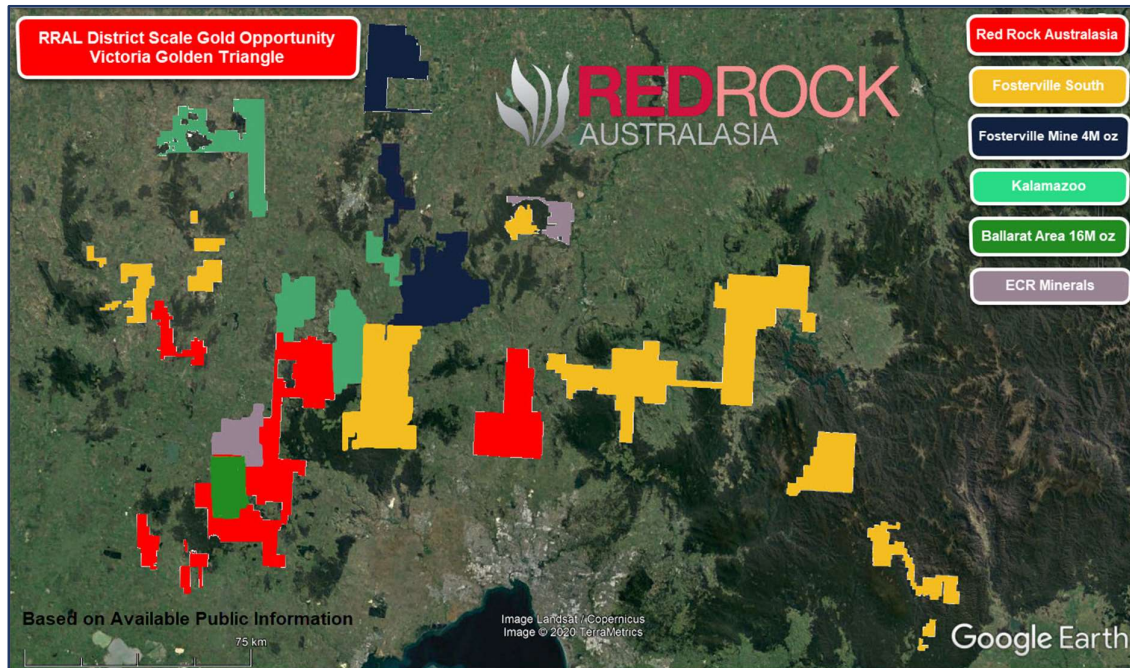 RRAL District Scale Gold Opportunity
Victoria Golden Triangle
REDROCK
AUSTRALASIA
Red Rock Australasia
Fosterville South
Fosterville Mine 4M oz
Kalamazoo
Ballarat Area 16M oz
ECR Minerals
Based on Available Public Information
75 km
Image Landsat / Copernicus
Image © 2020 TerraMetrics
Google Earth